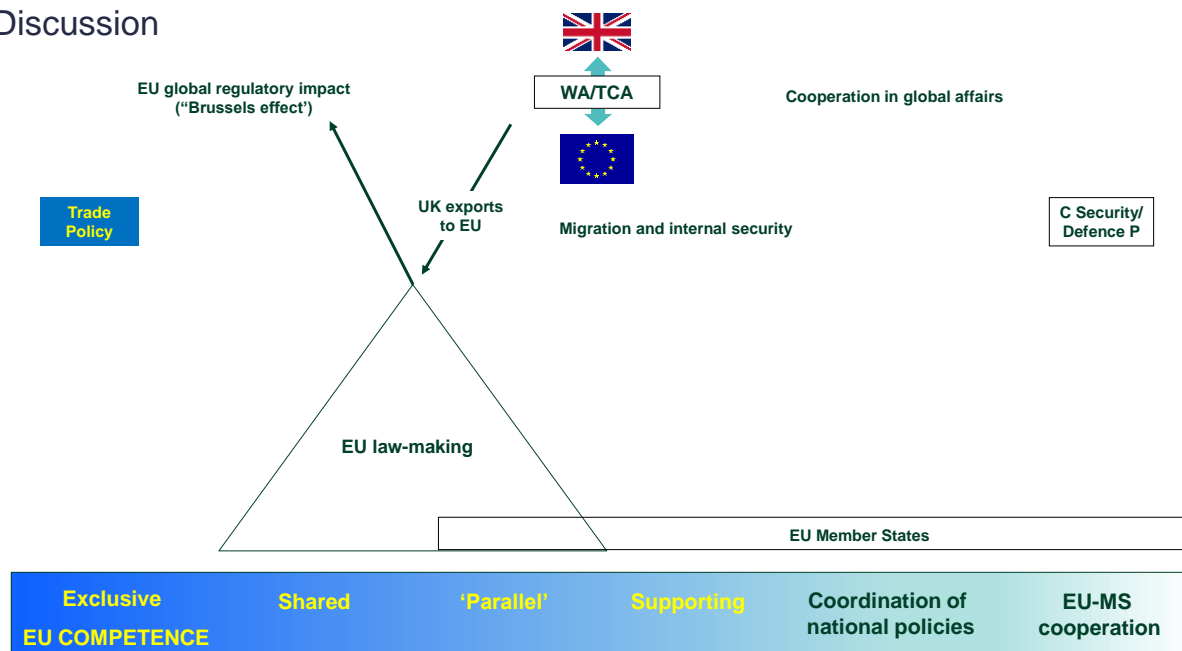 Discussion
EU global regulatory impact
(“Brussels effect’)
WA/TCA
Cooperation in global affairs
Trade
Policy
UK exports
to EU
Migration and internal security
C Security/
Defence P
EU law-making
EU Member States
Exclusive
EU COMPETENCE
Shared
‘Parallel’
Supporting
Coordination of
national policies
EU-MS
cooperation